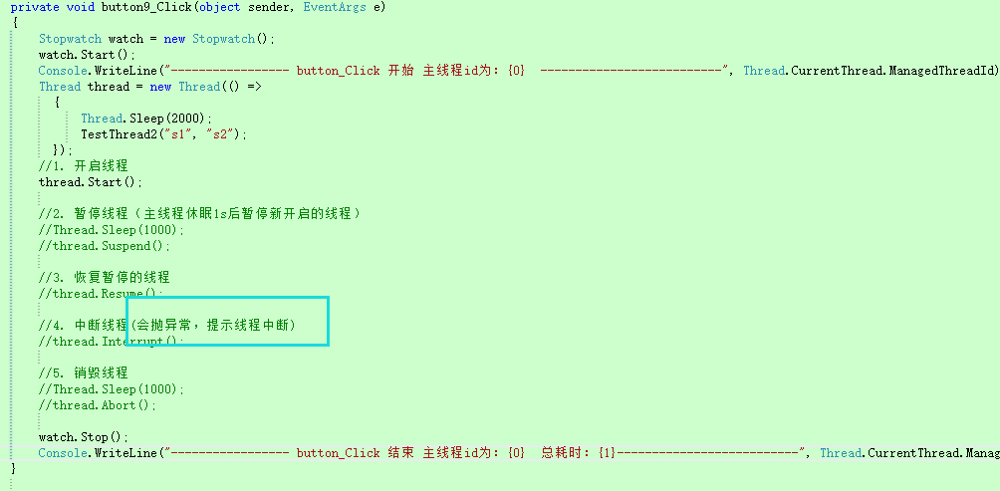 private void button9_Click(object sender, EventArgs e)
{
Stopwatch watch = new Stopwatch();
watch.Start();
Console.WriteLine("----------------- button_Click 开始 主线程id为：{0}  --------------------------", Thread.CurrentThread.ManagedThreadId)
Thread thread = new Thread(() =>
{
Thread.Sleep(2000);
TestThread2("s1", "s2");
});
//1. 开启线程
thread.Start();
//2. 暂停线程（主线程休眠1s后暂停新开启的线程）
//Thread.Sleep(1000);
//thread.Suspend();
//3. 恢复暂停的线程
//thread.Resume();
//4. 中断线程(会抛异常，提示线程中断)
//thread.Interrupt();
//5. 销毁线程
//Thread.Sleep(1000);
//thread.Abort();
watch.Stop();
Console.WriteLine("----------------- button_Click 结束 主线程id为：{0}  总耗时：{1}--------------------------", Thread.CurrentThread.Manag
}